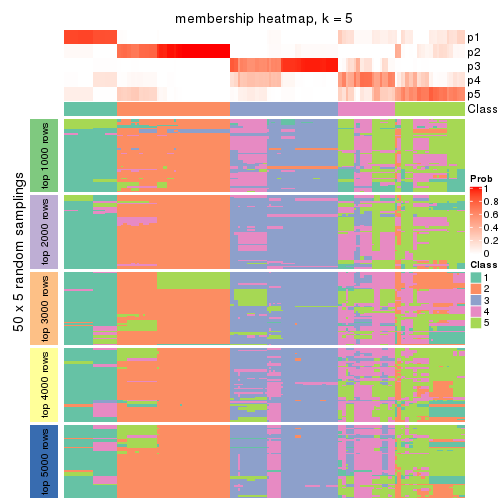 membership heatmap, k = 5
p1
p2
p3
p4
p5
Class
50 x 5 random samplings
top 1000 rows
top 2000 rows
top 3000 rows
top 4000 rows
top 5000 rows
Prob
1
0.8
0.6
0.4
0.2
0
Class
1
2
3
4
5